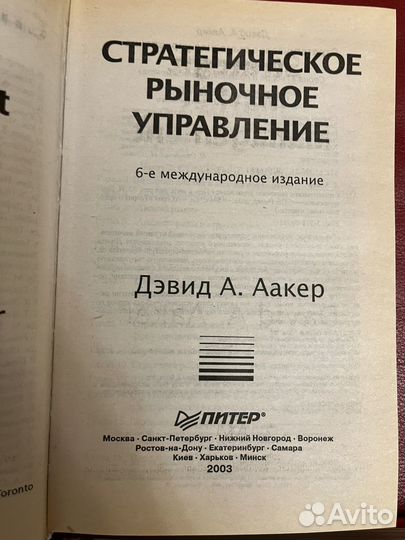 СТРАТЕГИЧЕСКОЕ
РЫНОЧНОЕ
УПРАВЛЕНИЕ
6-е международное издание
Дэвид А. Аакер
ПИТЕР®
Москва · Санкт-Петербург · Нижний Новгород · Воронеж
Ростов-на-Дону · Екатеринбург · Самара
Киев · Харьков · Минск
2003
Toronto
Avito